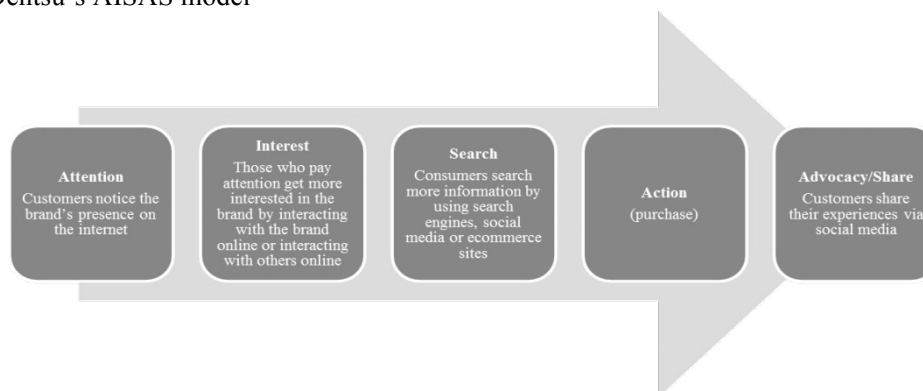 Dentsu's AISAS model
Attention
Customers notice the
brand's presence on
the internet
Interest
Those who pay
attention get more
interested in the
brand by interacting
with the brand
online or interacting
with others online
Search
Consumers search
more information by
using search
engines, social
media or ecommerce
sites
Action
(purchase)
Advocacy/Share
Customers share
their experiences via
social media